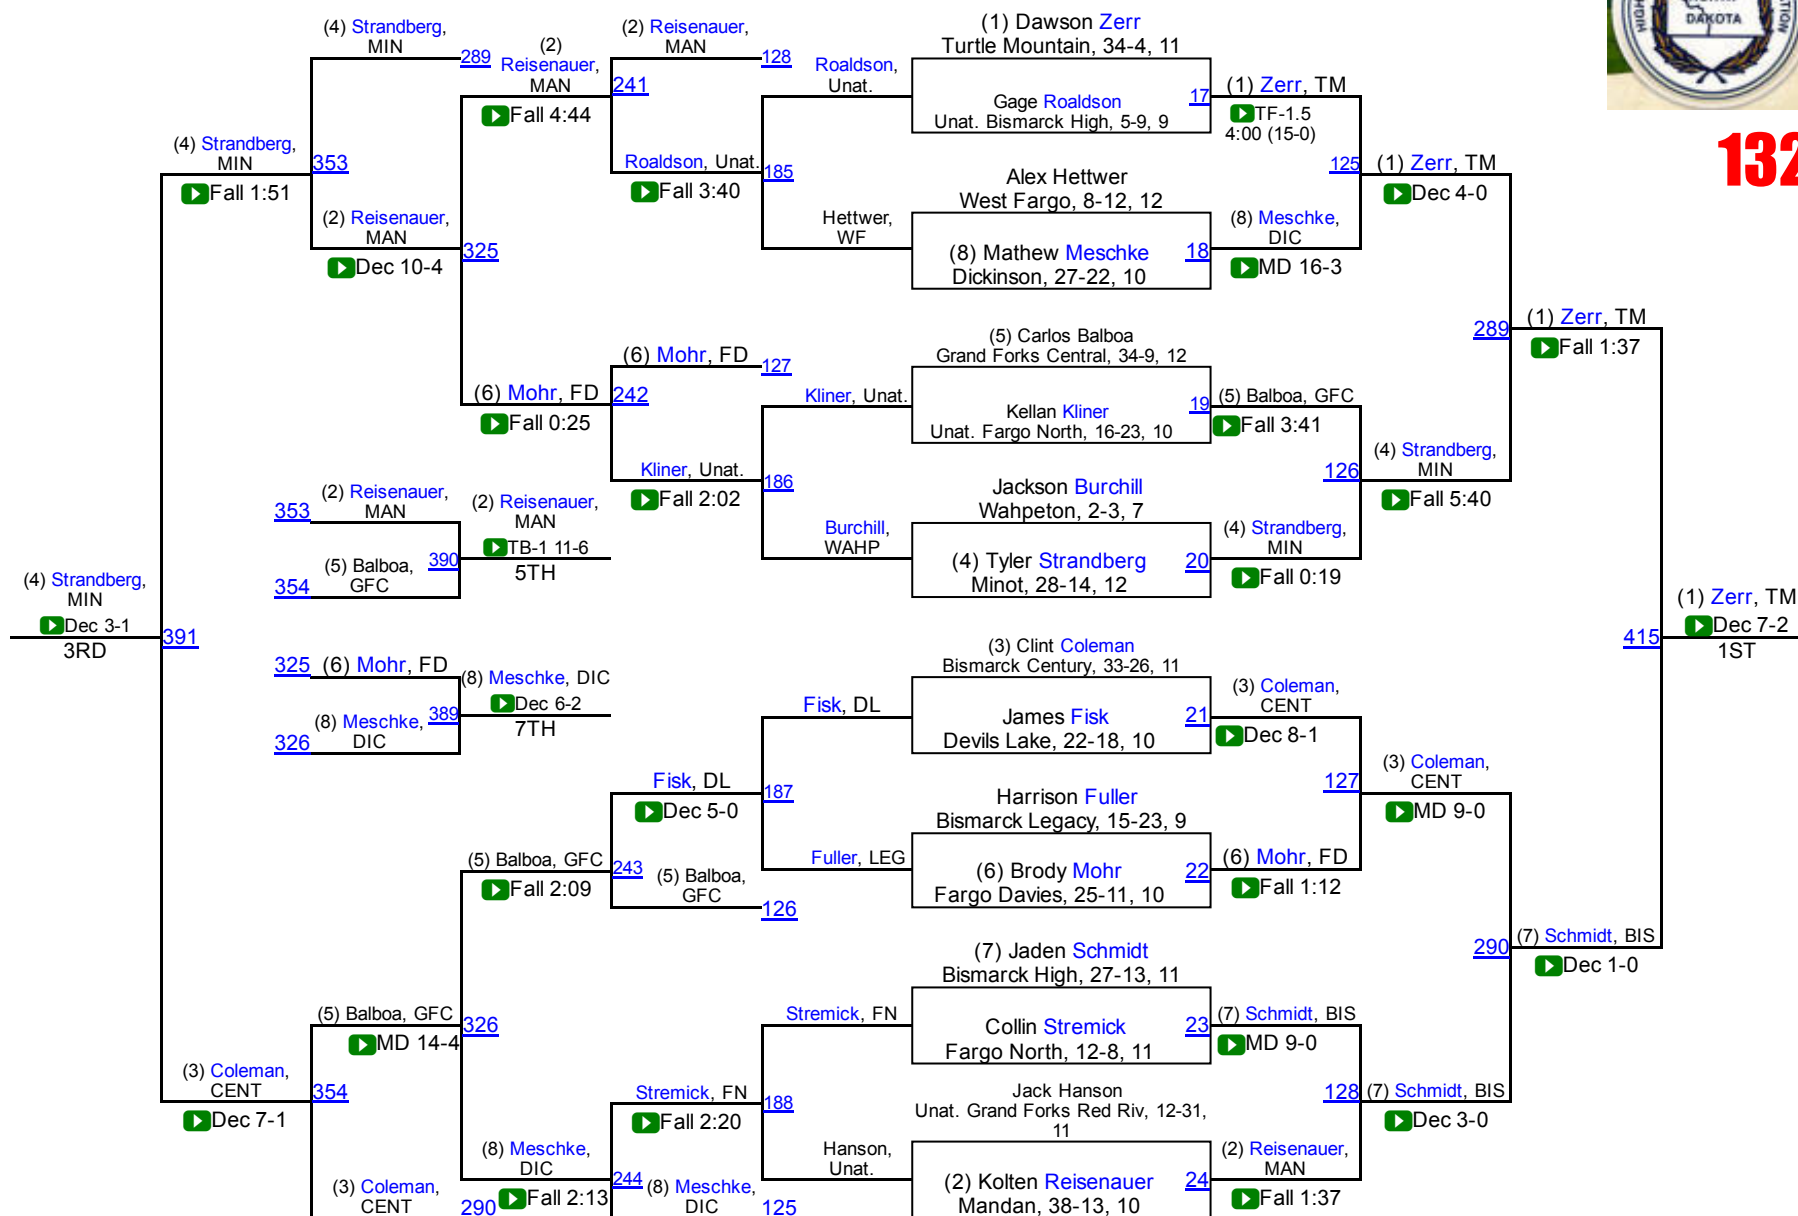 (4) Strandberg,
MIN
289
(2)
Reisenauer,
MAN
Fall 4:44
241
(2) Reisenauer,
MAN
128
(4) Strandberg,
MIN
Fall 1:51
353
(2) Reisenauer,
MAN
Dec 10-4
325
Roaldson, Unat.
Fall 3:40
185
Roaldson,
Unat.
Hettwer,
WF
(1) Dawson Zerr
Turtle Mountain, 34-4, 11
Gage Roaldson
Unat. Bismarck High, 5-9, 9
17
(1) Zerr, TM
TF-1.5
4:00 (15-0)
Alex Hettwer
West Fargo, 8-12, 12
(8) Mathew Meschke
Dickinson, 27-22, 10
18
(8) Meschke,
DIC
MD 16-3
125
(1) Zerr, TM
Dec 4-0
DAKOTA
132
(6) Mohr, FD
127
(6) Mohr, FD
Fall 0:25
242
Kliner, Unat.
Fall 2:02
186
Kliner, Unat.
Burchill,
WAHP
(5) Carlos Balboa
Grand Forks Central, 34-9, 12
Kellan Kliner
Unat. Fargo North, 16-23, 10
19
(5) Balboa, GFC
Fall 3:41
Jackson Burchill
Wahpeton, 2-3, 7
(4) Tyler Strandberg
Minot, 28-14, 12
20
(4) Strandberg,
MIN
Fall 0:19
126
(4) Strandberg,
MIN
Fall 5:40
289
(1) Zerr, TM
Fall 1:37
353
(2) Reisenauer,
MAN
354
(5) Balboa,
GFC
390
(2) Reisenauer,
MAN
TB-1 11-6
5TH
(4) Strandberg,
MIN
Dec 3-1
3RD
391
325
(6) Mohr, FD
326
(8) Meschke,
DIC
389
(8) Meschke, DIC
Dec 6-2
7TH
415
(1) Zerr, TM
Dec 7-2
1ST
Fisk, DL
Dec 5-0
187
Fisk, DL
Fuller, LEG
(3) Clint Coleman
Bismarck Century, 33-26, 11
James Fisk
Devils Lake, 22-18, 10
21
(3) Coleman,
CENT
Dec 8-1
Harrison Fuller
Bismarck Legacy, 15-23, 9
(6) Brody Mohr
Fargo Davies, 25-11, 10
22
(6) Mohr, FD
Fall 1:12
127
(3) Coleman,
CENT
MD 9-0
(5) Balboa, GFC
Fall 2:09
243
(5) Balboa,
GFC
126
290
(7) Schmidt, BIS
Dec 1-0
(5) Balboa, GFC
MD 14-4
326
(3) Coleman,
CENT
Dec 7-1
354
Stremick, FN
Fall 2:20
188
Stremick, FN
Hanson,
Unat.
(7) Jaden Schmidt
Bismarck High, 27-13, 11
Collin Stremick
Fargo North, 12-8, 11
23
(7) Schmidt, BIS
MD 9-0
Jack Hanson
Unat. Grand Forks Red Riv, 12-31,
11
(2) Kolten Reisenauer
Mandan, 38-13, 10
24
(2) Reisenauer,
MAN
Fall 1:37
128
(7) Schmidt, BIS
Dec 3-0
(8) Meschke,
DIC
Fall 2:13
244
(8) Meschke,
DIC
125
(3) Coleman,
CENT
290